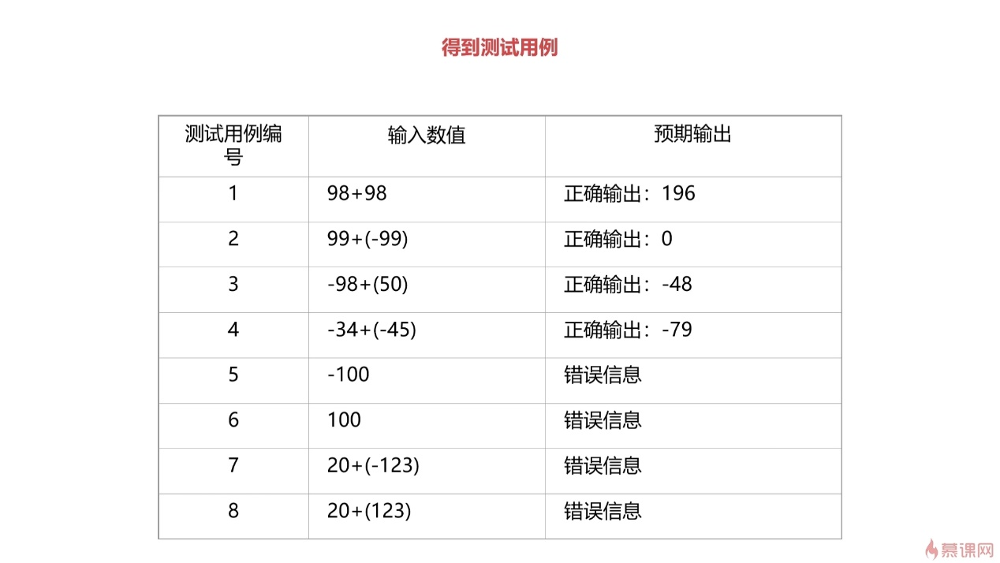 得到测试用例
测试用例编号 输入数值 预期输出
1 98+98 正确输出：196
2 99+(-99) 正确输出：0
3 -98+(50) 正确输出：-48
4 -34+(-45) 正确输出：-79
5 -100 错误信息
6 100 错误信息
7 20+(-123) 错误信息
8 20+(123) 错误信息
慕课网